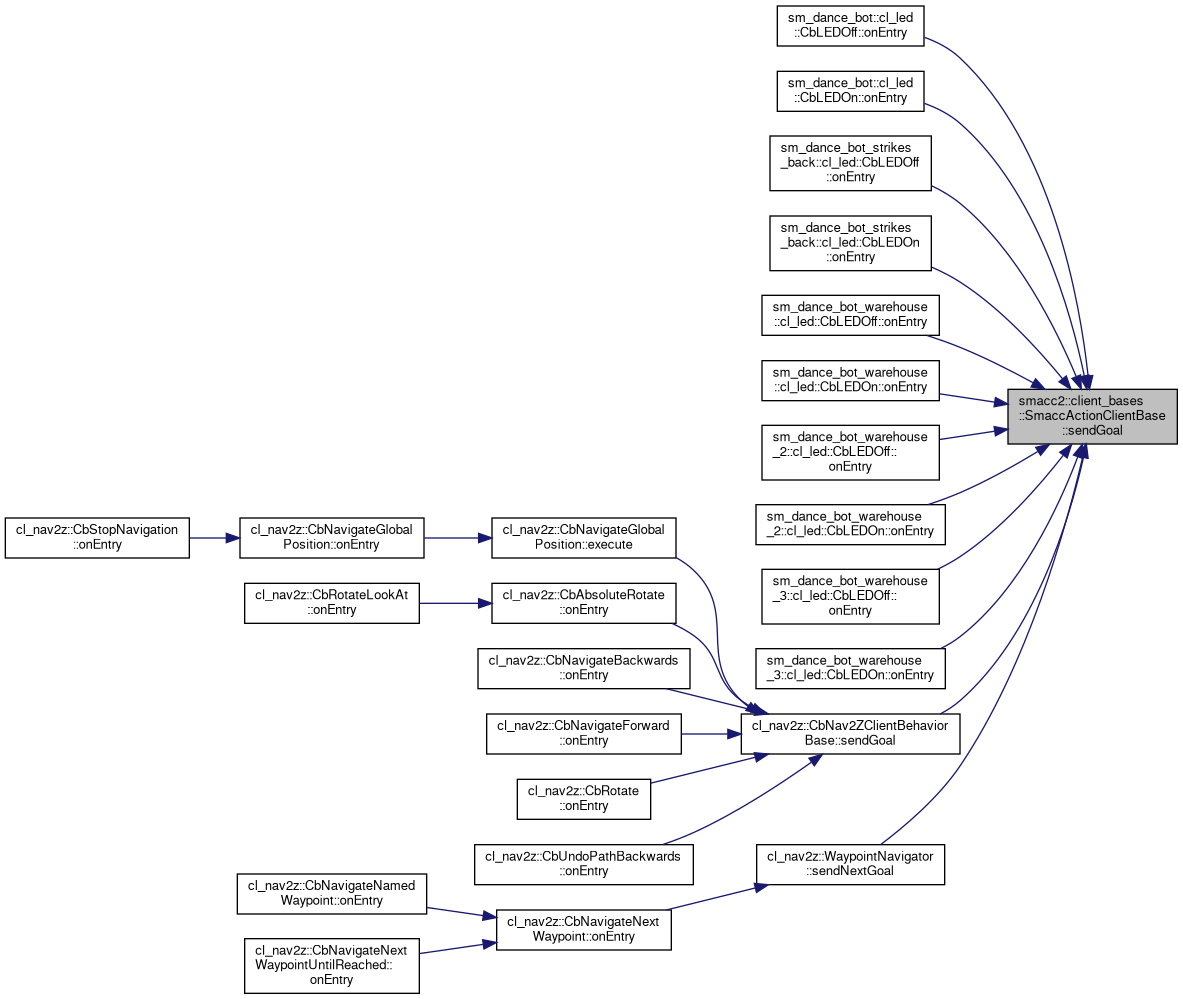 sm_dance_bot::cl_led
::CbLEDOff::onEntry
sm_dance_bot::cl_led
::CbLEDOn::onEntry
sm_dance_bot_strikes
_back::cl_led::CbLEDOff
::onEntry
sm_dance_bot_strikes
_back::cl_led::CbLEDOn
::onEntry
sm_dance_bot_warehouse
::cl_led::CbLEDOff::onEntry
sm_dance_bot_warehouse
::cl_led::CbLEDOn::onEntry
smacc2::client_bases
::SmaccActionClientBase
::sendGoal
sm_dance_bot_warehouse
_2::cl_led::CbLEDOff::
onEntry
sm_dance_bot_warehouse
_2::cl_led::CbLEDOn::onEntry
cl_nav2z::CbStopNavigation
::onEntry
cl_nav2z::CbNavigateGlobal
Position::onEntry
cl_nav2z::CbNavigateGlobal
Position::execute
sm_dance_bot_warehouse
_3::cl_led::CbLEDOff::
onEntry
cl_nav2z::CbRotateLookAt
::onEntry
cl_nav2z::CbAbsoluteRotate
::onEntry
sm_dance_bot_warehouse
_3::cl_led::CbLEDOn::onEntry
cl_nav2z::CbNavigateBackwards
::onEntry
cl_nav2z::CbNavigateForward
::onEntry
cl_nav2z::CbNav2ZClientBehavior
Base::sendGoal
cl_nav2z::CbRotate
::onEntry
cl_nav2z::CbUndoPathBackwards
::onEntry
cl_nav2z::WaypointNavigator
::sendNextGoal
cl_nav2z::CbNavigateNamed
Waypoint::onEntry
cl_nav2z::CbNavigateNext
Waypoint::onEntry
cl_nav2z::CbNavigateNext
WaypointUntilReached::
onEntry